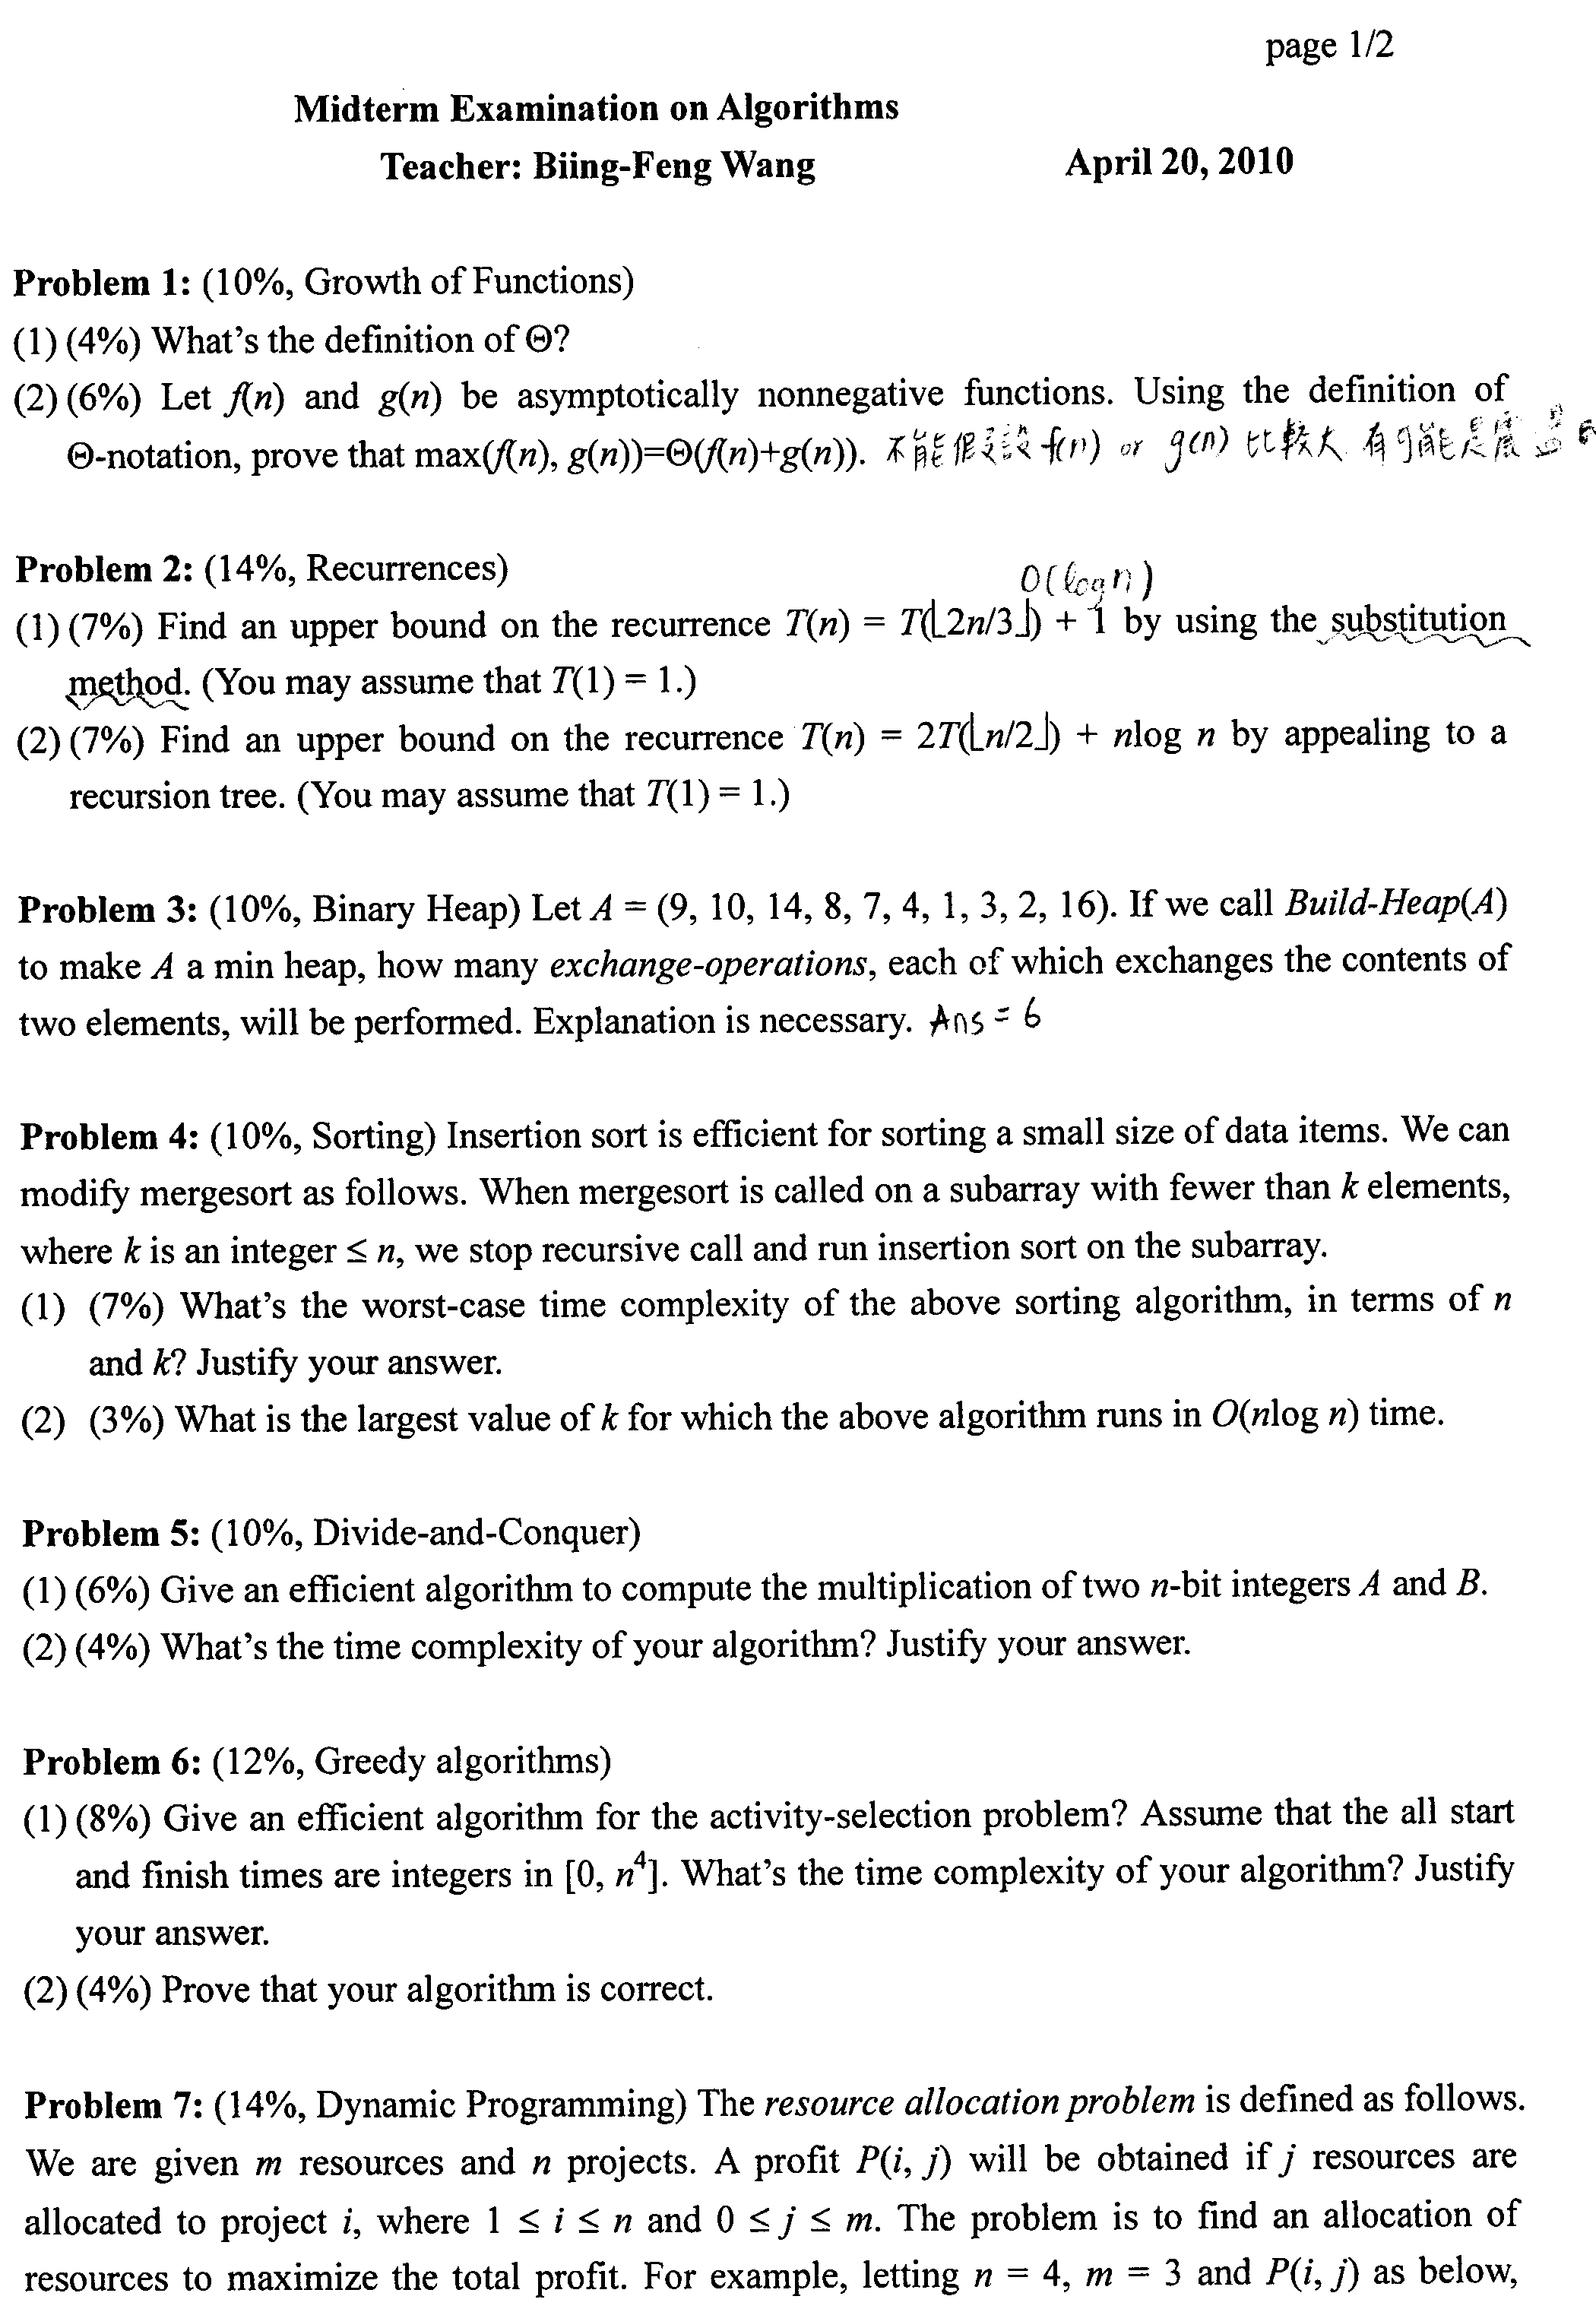 page 1/2
Midterm Examination on Algorithms
Teacher: Biing-Feng Wang April 20, 2010
Problem 1: (10%, Growth of Functions)
(1) (4%) What's the definition of Θ?
(2) (6%) Let f(n) and g(n) be asymptotically nonnegative functions. Using the definition of
Θ-notation, prove that max(f(n), g(n))=Θ(f(n)+g(n)). 不能假設 f(n) or g(n) 比較大 有可能是
Problem 2: (14%, Recurrences)
O(log n)
(1) (7%) Find an upper bound on the recurrence T(n) = T(⌊2n/3⌋) + 1 by using the substitution
method. (You may assume that T(1) = 1.)
(2) (7%) Find an upper bound on the recurrence T(n) = 2T(⌊n/2⌋) + nlog n by appealing to a
recursion tree. (You may assume that T(1) = 1.)
Problem 3: (10%, Binary Heap) Let A = (9, 10, 14, 8, 7, 4, 1, 3, 2, 16). If we call Build-Heap(A)
to make A a min heap, how many exchange-operations, each of which exchanges the contents of
two elements, will be performed. Explanation is necessary. Ans = 6
Problem 4: (10%, Sorting) Insertion sort is efficient for sorting a small size of data items. We can
modify mergesort as follows. When mergesort is called on a subarray with fewer than k elements,
where k is an integer ≤ n, we stop recursive call and run insertion sort on the subarray.
(1) (7%) What's the worst-case time complexity of the above sorting algorithm, in terms of n
and k? Justify your answer.
(2) (3%) What is the largest value of k for which the above algorithm runs in O(nlog n) time.
Problem 5: (10%, Divide-and-Conquer)
(1) (6%) Give an efficient algorithm to compute the multiplication of two n-bit integers A and B.
(2) (4%) What's the time complexity of your algorithm? Justify your answer.
Problem 6: (12%, Greedy algorithms)
(1) (8%) Give an efficient algorithm for the activity-selection problem? Assume that the all start
and finish times are integers in [0, n⁴]. What's the time complexity of your algorithm? Justify
your answer.
(2) (4%) Prove that your algorithm is correct.
Problem 7: (14%, Dynamic Programming) The resource allocation problem is defined as follows.
We are given m resources and n projects. A profit P(i, j) will be obtained if j resources are
allocated to project i, where 1 ≤ i ≤ n and 0 ≤ j ≤ m. The problem is to find an allocation of
resources to maximize the total profit. For example, letting n = 4, m = 3 and P(i, j) as below,